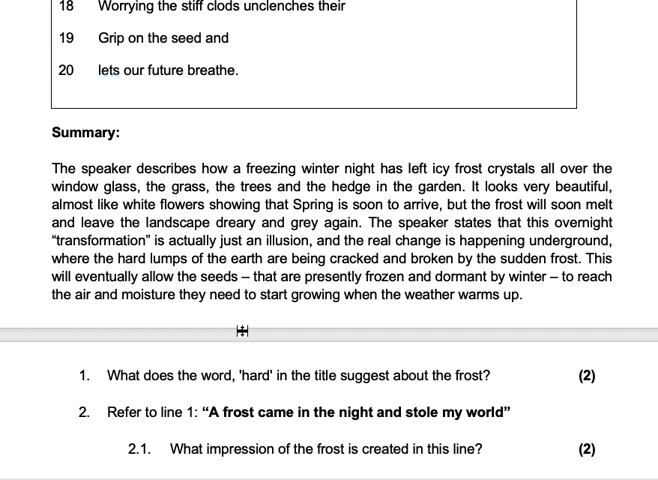 18 Worrying the stiff clods unclenches their
19 Grip on the seed and
20 lets our future breathe.
Summary:
The speaker describes how a freezing winter night has left icy frost crystals all over the
window glass, the grass, the trees and the hedge in the garden. It looks very beautiful,
almost like white flowers showing that Spring is soon to arrive, but the frost will soon melt
and leave the landscape dreary and grey again. The speaker states that this overnight
“transformation” is actually just an illusion, and the real change is happening underground,
where the hard lumps of the earth are being cracked and broken by the sudden frost. This
will eventually allow the seeds – that are presently frozen and dormant by winter – to reach
the air and moisture they need to start growing when the weather warms up.
1. What does the word, 'hard' in the title suggest about the frost? (2)
2. Refer to line 1: “A frost came in the night and stole my world”
2.1. What impression of the frost is created in this line? (2)